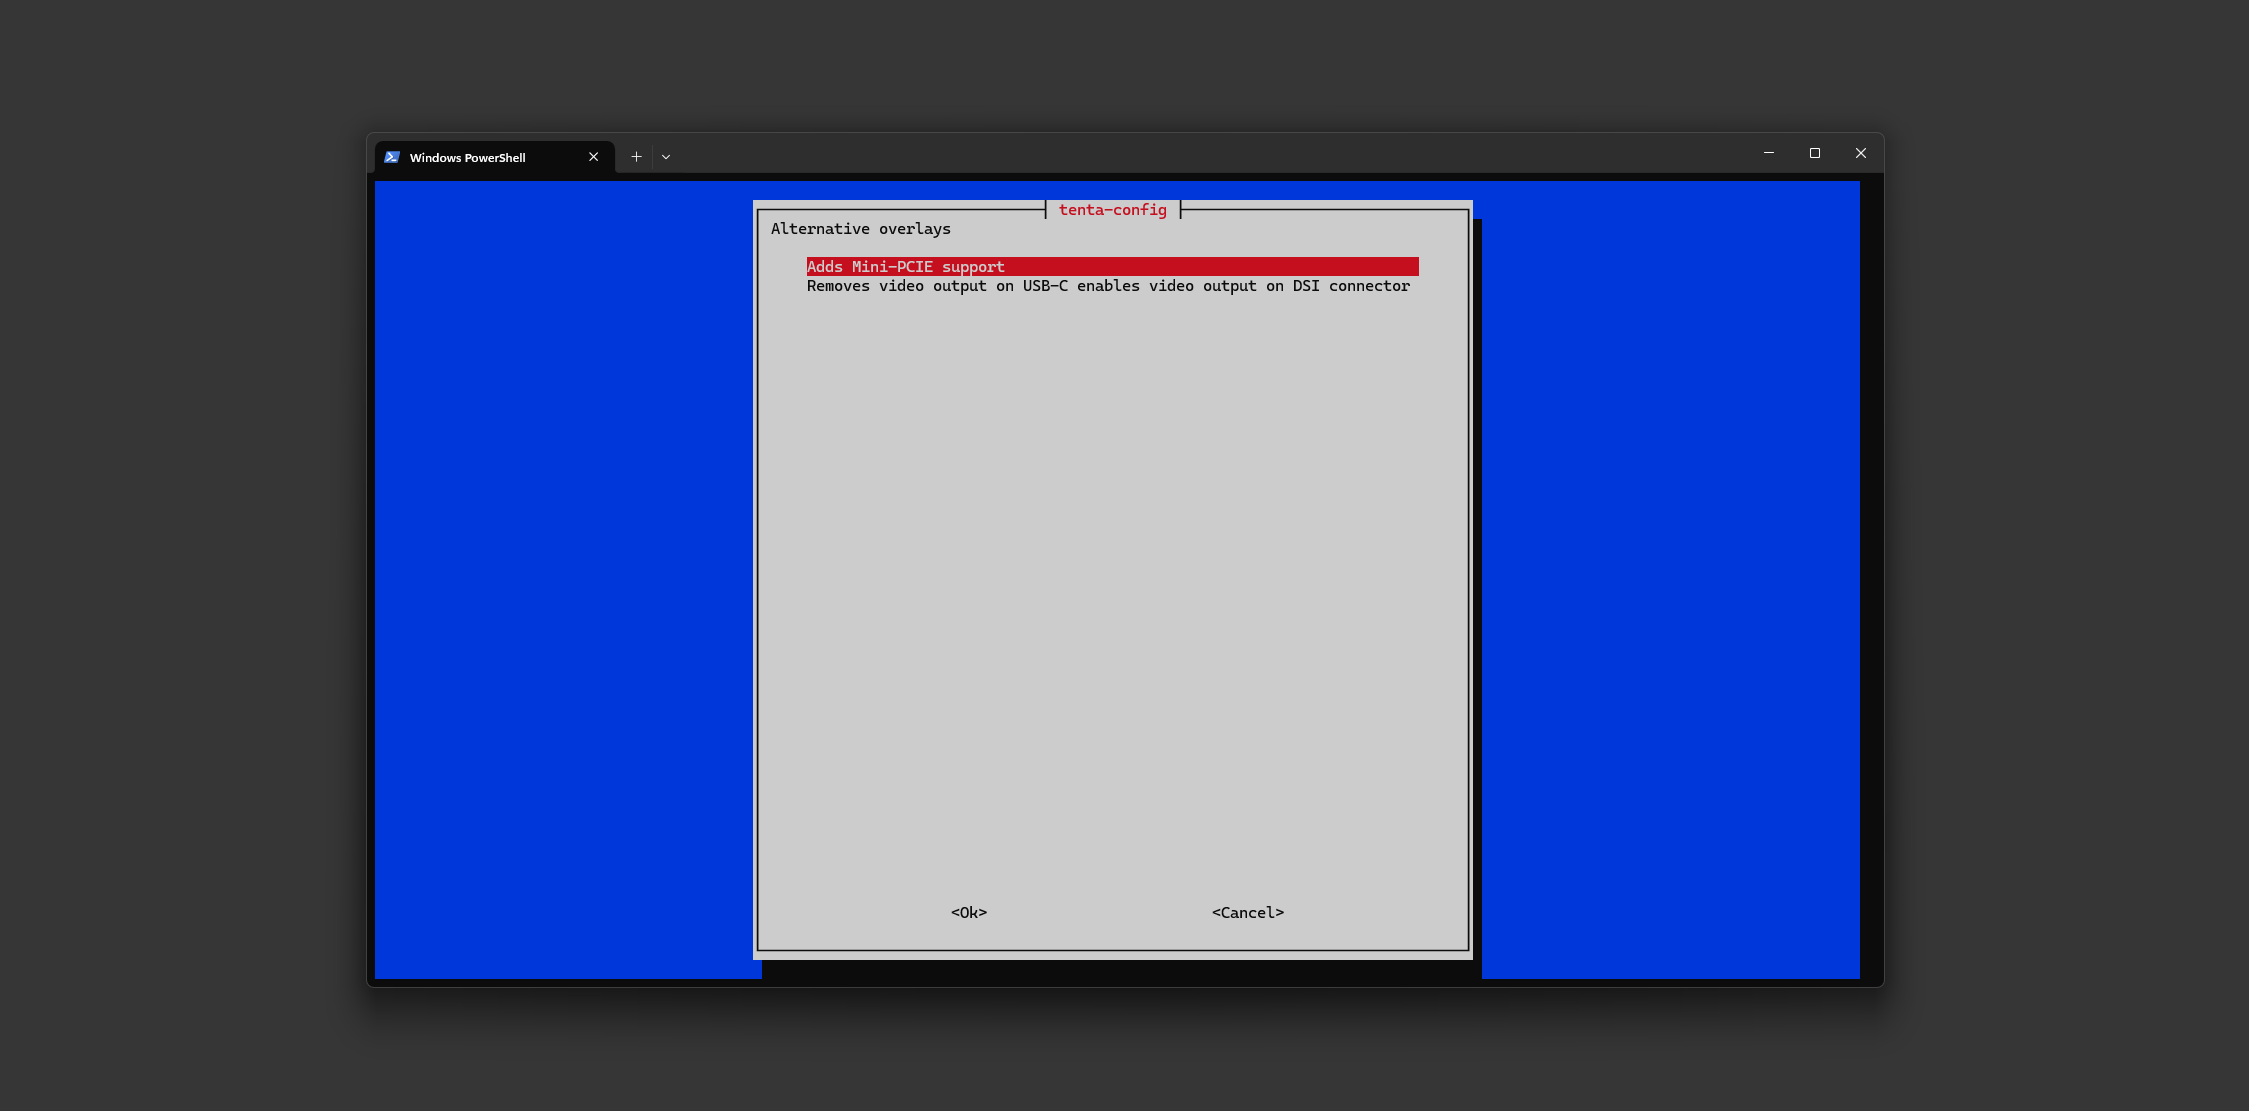 Windows PowerShell
tenta-config
Alternative overlays
Adds Mini-PCIE support
Removes video output on USB-C enables video output on DSI connector
<Ok> <Cancel>